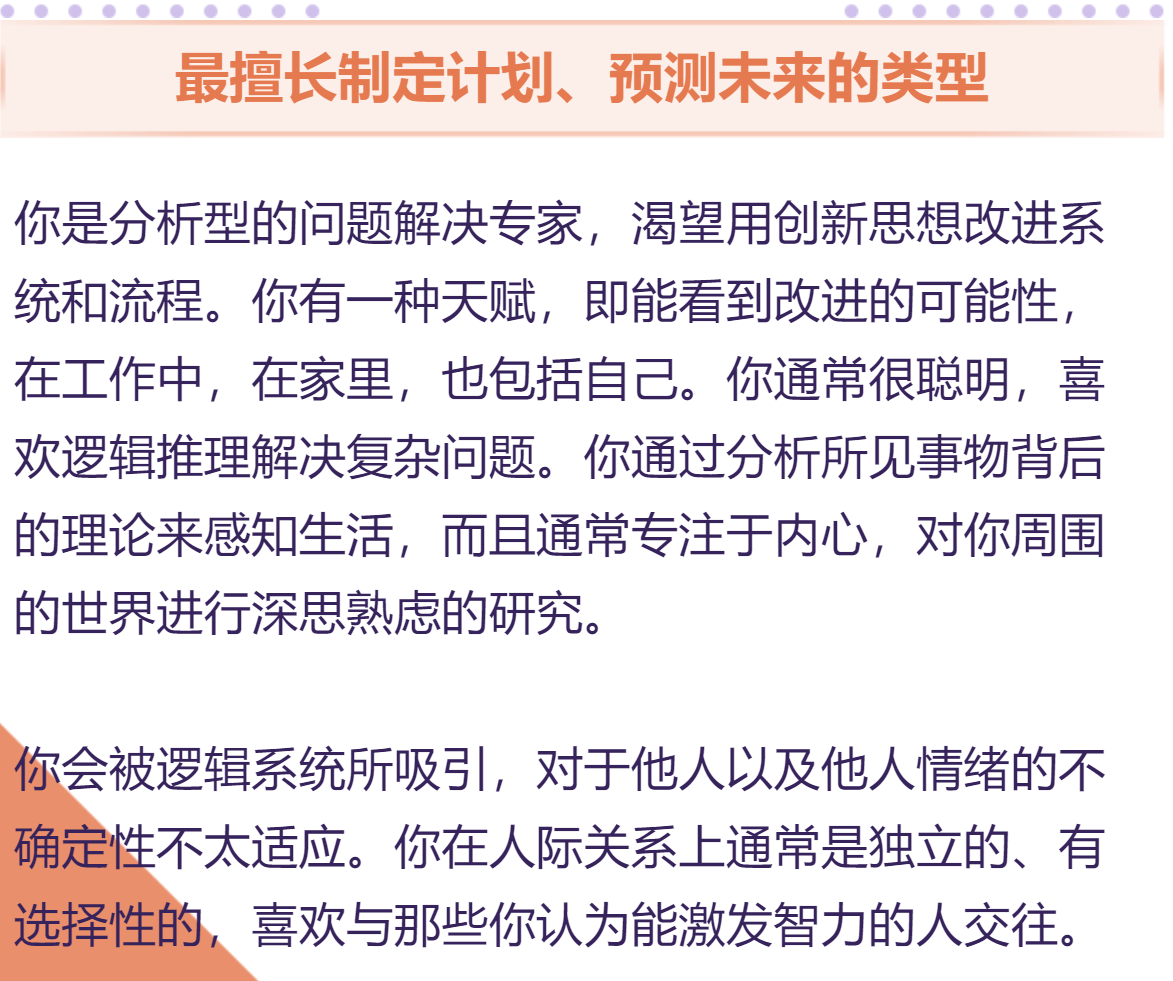 最擅长制定计划、预测未来的类型
你是分析型的问题解决专家，渴望用创新思想改进系
统和流程。你有一种天赋，即能看到改进的可能性，
在工作中，在家里，也包括自己。你通常很聪明，喜
欢逻辑推理解决复杂问题。你通过分析所见事物背后
的理论来感知生活，而且通常专注于内心，对你周围
的世界进行深思熟虑的研究。
你会被逻辑系统所吸引，对于他人以及他人情绪的不
确定性不太适应。你在人际关系上通常是独立的、有
选择性的，喜欢与那些你认为能激发智力的人交往。